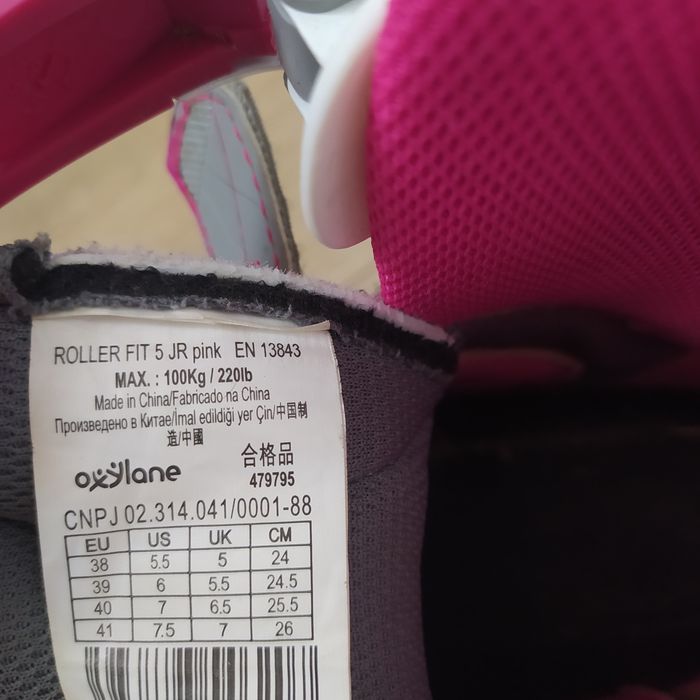 ROLLER FIT 5 JR pink EN 13843
MAX. : 100Kg / 220lb
Made in China/Fabricado na China
Произведено в Китае/İmal edildiği yer Çin/中国制
造/中國
oxylane 合格品
479795
CNPJ 02.314.041/0001-88
EU US UK CM
38 5.5 5 24
39 6 5.5 24.5
40 7 6.5 25.5
41 7.5 7 26